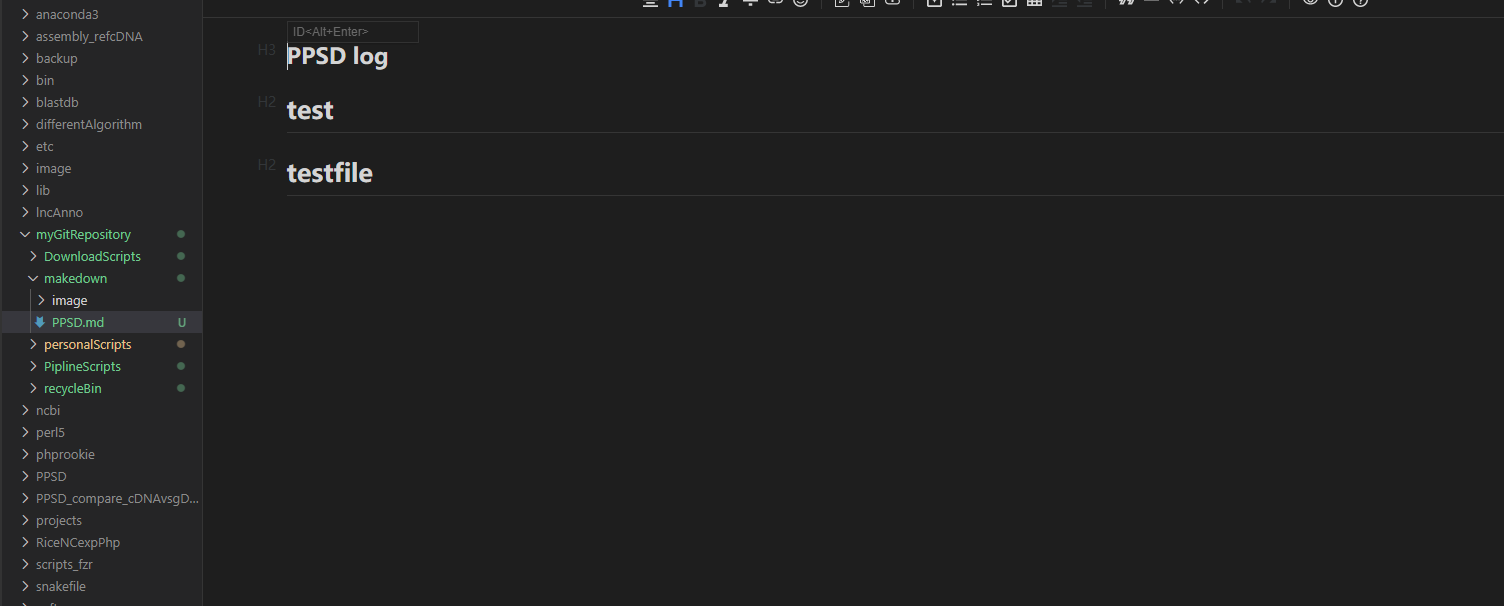 anaconda3
assembly_refcDNA
backup
bin
blastdb
differentAlgorithm
etc
image
lib
lncAnno
myGitRepository
DownloadScripts
makedown
image
PPSD.md U
personalScripts
PiplineScripts
recycleBin
ncbi
perl5
phprookie
PPSD
PPSD_compare_cDNAvsgD...
projects
RiceNCexpPhp
scripts_fzr
snakefile
ID<Alt+Enter>
H3 PPSD log
H2 test
H2 testfile